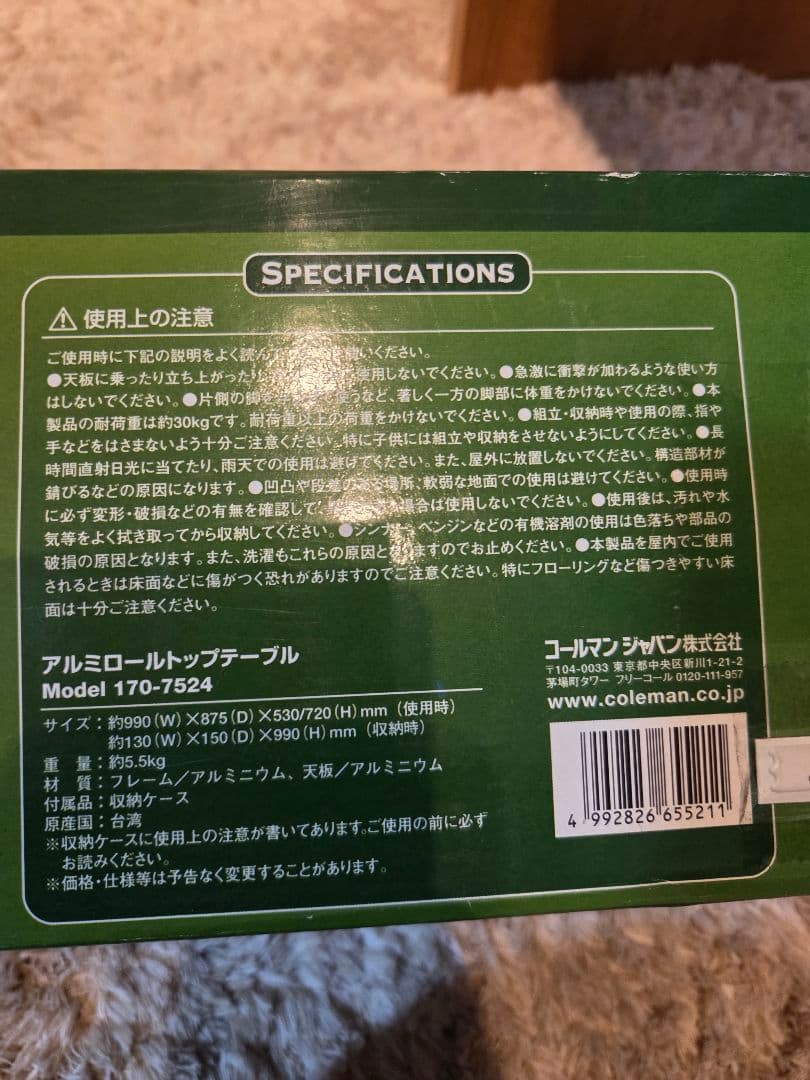 SPECIFICATIONS
使用上の注意
ご使用時に下記の説明をよく読んで いください。
●天板に乗ったり立ち上がったり 使用しないでください。●急激に衝撃が加わるような使い方
はしないでください。●片側の脚を 使うなど、著しく一方の脚部に体重をかけないでください。●本
製品の耐荷重は約30kgです。耐荷重以上の荷重をかけないでください。●組立・収納時や使用の際、指や
手などをはさまないよう十分ご注意ください。特に子供には組立や収納をさせないようにしてください。●長
時間直射日光に当てたり、雨天での使用は避けてください。また、屋外に放置しないでください。構造部材が
錆びるなどの原因になります。●凹凸や段差のある場所、軟弱な地面での使用は避けてください。●使用時
に必ず変形・破損などの有無を確認して、 場合は使用しないでください。●使用後は、汚れや水
気等をよく拭き取ってから収納してください。●シンナー、ベンジンなどの有機溶剤の使用は色落ちや部品の
破損の原因となります。また、洗濯もこれらの原因となりますのでお止めください。●本製品を屋内でご使用
されるときは床面などに傷がつく恐れがありますのでご注意ください。特にフローリングなど傷つきやすい床
面は十分ご注意ください。
アルミロールトップテーブル
Model 170-7524
サイズ：約990(W)×875(D)×530/720(H)mm (使用時)
約130(W)×150(D)×990(H)mm (収納時)
重 量：約5.5kg
材 質：フレーム／アルミニウム、天板／アルミニウム
付属品：収納ケース
原産国：台湾
※収納ケースに使用上の注意が書いてあります。ご使用の前に必ず
お読みください。
※価格・仕様等は予告なく変更することがあります。
コールマン ジャパン株式会社
〒104-0033 東京都中央区新川1-21-2
茅場町タワー フリーコール 0120-111-957
www.coleman.co.jp
4 992826 655211